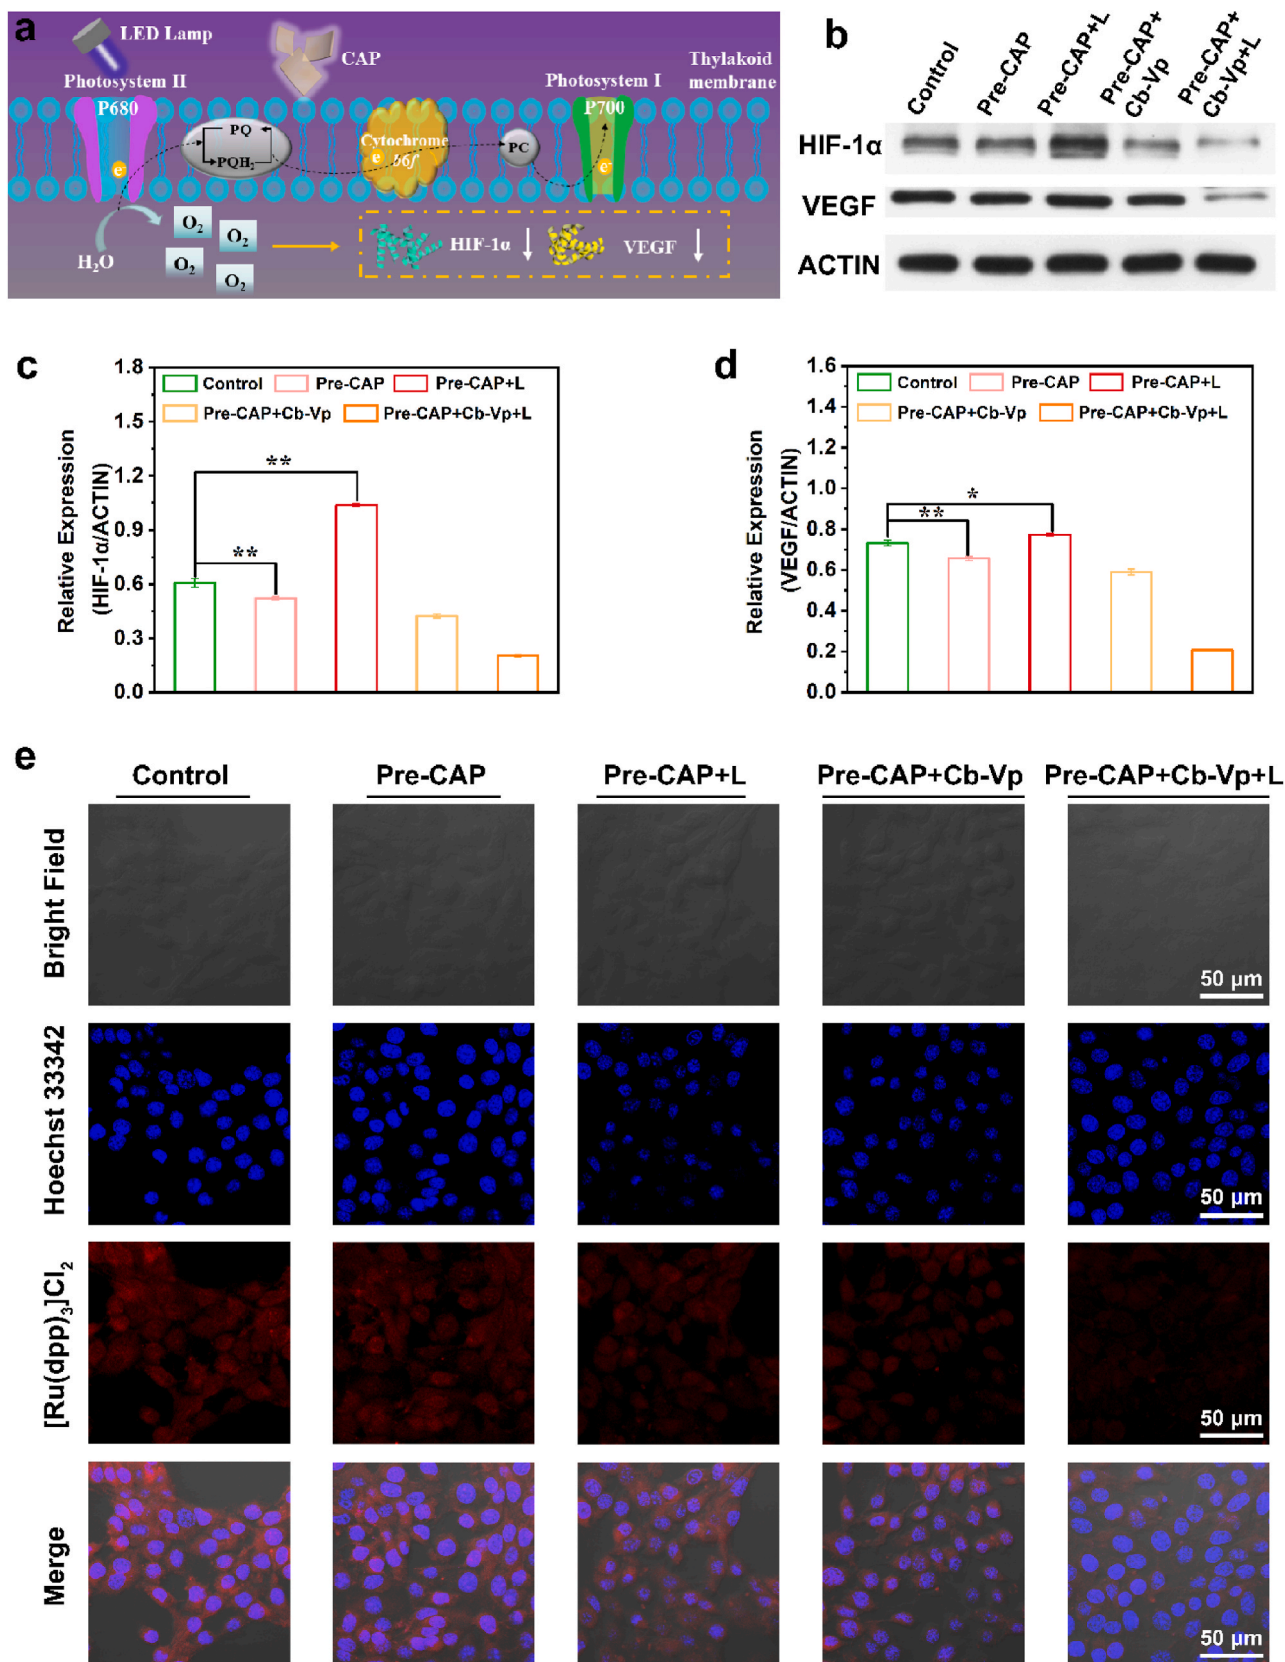 a
LED Lamp
CAP
Photosystem II
Photosystem I
Thylakoid
membrane
P680
P700
PQ
PQH2
e-
Cytochrome
e- b6f
PC
e-
H2O
O2
O2
O2
O2
HIF-1α
VEGF
b
Control
Pre-CAP
Pre-CAP+L
Pre-CAP+
Cb-Vp
Pre-CAP+
Cb-Vp+L
HIF-1α
VEGF
ACTIN
c
Relative Expression
(HIF-1α/ACTIN)
1.8
1.5
1.2
0.9
0.6
0.3
0.0
Control
Pre-CAP
Pre-CAP+L
Pre-CAP+Cb-Vp
Pre-CAP+Cb-Vp+L
**
**
d
Relative Expression
(VEGF/ACTIN)
1.6
1.4
1.2
1.0
0.8
0.6
0.4
0.2
0.0
Control
Pre-CAP
Pre-CAP+L
Pre-CAP+Cb-Vp
Pre-CAP+Cb-Vp+L
*
**
e
Control
Pre-CAP
Pre-CAP+L
Pre-CAP+Cb-Vp
Pre-CAP+Cb-Vp+L
Bright Field
50 μm
Hoechst 33342
50 μm
[Ru(dpp)3]Cl2
50 μm
Merge
50 μm